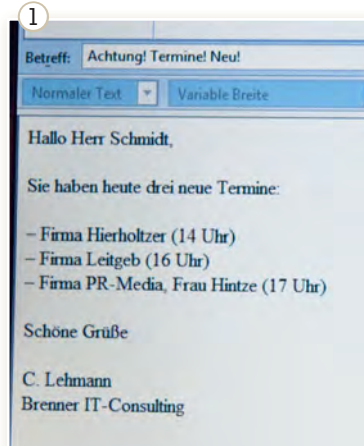 1
Betreff: Achtung! Termine! Neu!
Normaler Text Variable Breite
Hallo Herr Schmidt,
Sie haben heute drei neue Termine:
– Firma Hierholtzer (14 Uhr)
– Firma Leitgeb (16 Uhr)
– Firma PR-Media, Frau Hintze (17 Uhr)
Schöne Grüße
C. Lehmann
Brenner IT-Consulting